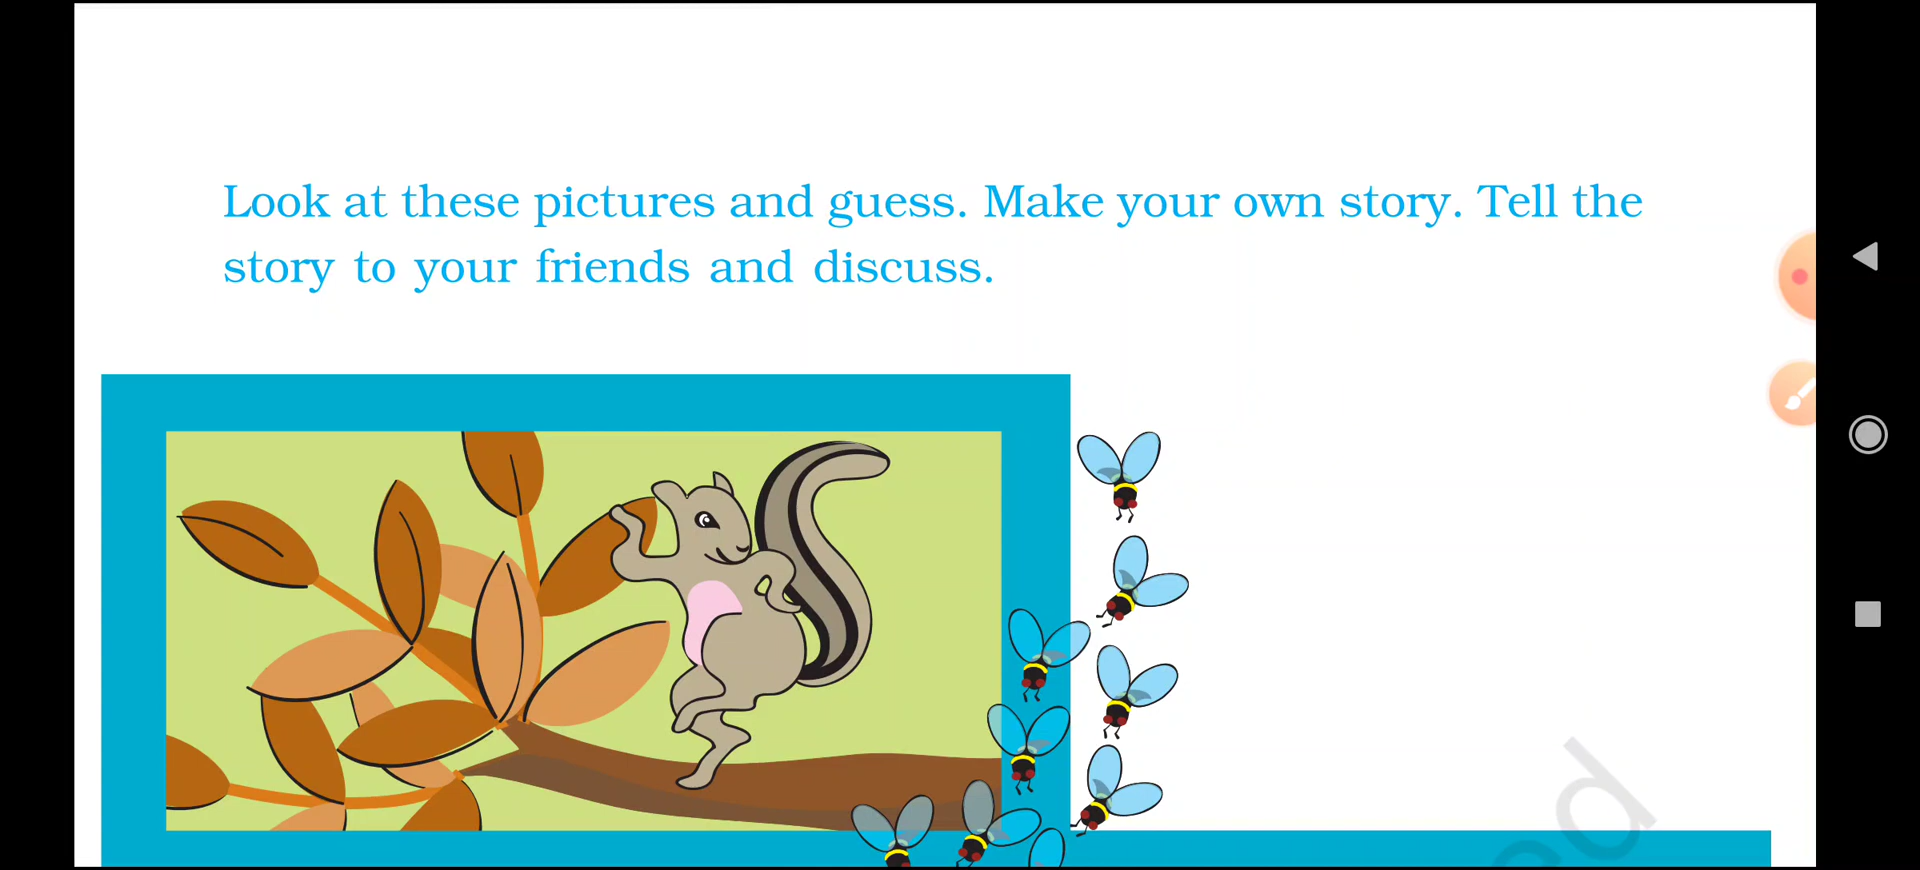 Look at these pictures and guess. Make your own story. Tell the
story to your friends and discuss.